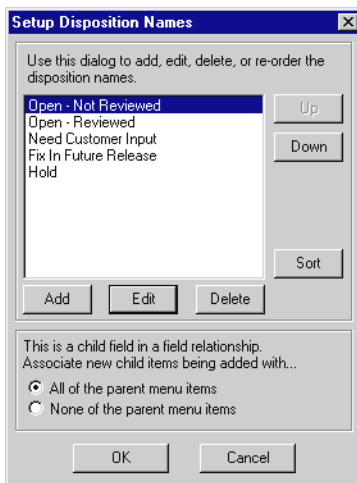 Setup Disposition Names
Use this dialog to add, edit, delete, or re-order the
disposition names.
Open - Not Reviewed
Open - Reviewed
Need Customer Input
Fix In Future Release
Hold
Up
Down
Sort
Add Edit Delete
This is a child field in a field relationship.
Associate new child items being added with...
All of the parent menu items
None of the parent menu items
OK Cancel